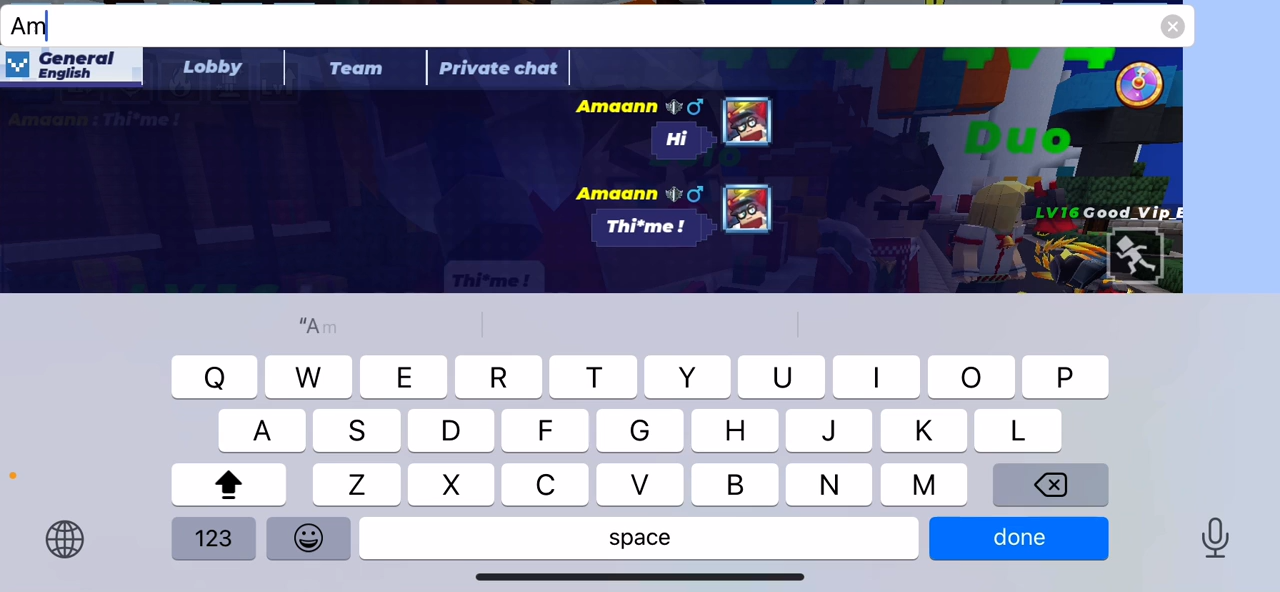 Am
General
English
Lobby
Team
Private chat
Amaann
Hi
Amaann : Thi*me !
Amaann
Thi*me !
Thi*me !
Duo
LV16 Good_Vip_E
"Am
Q W E R T Y U I O P
A S D F G H J K L
Z X C V B N M
123
space
done